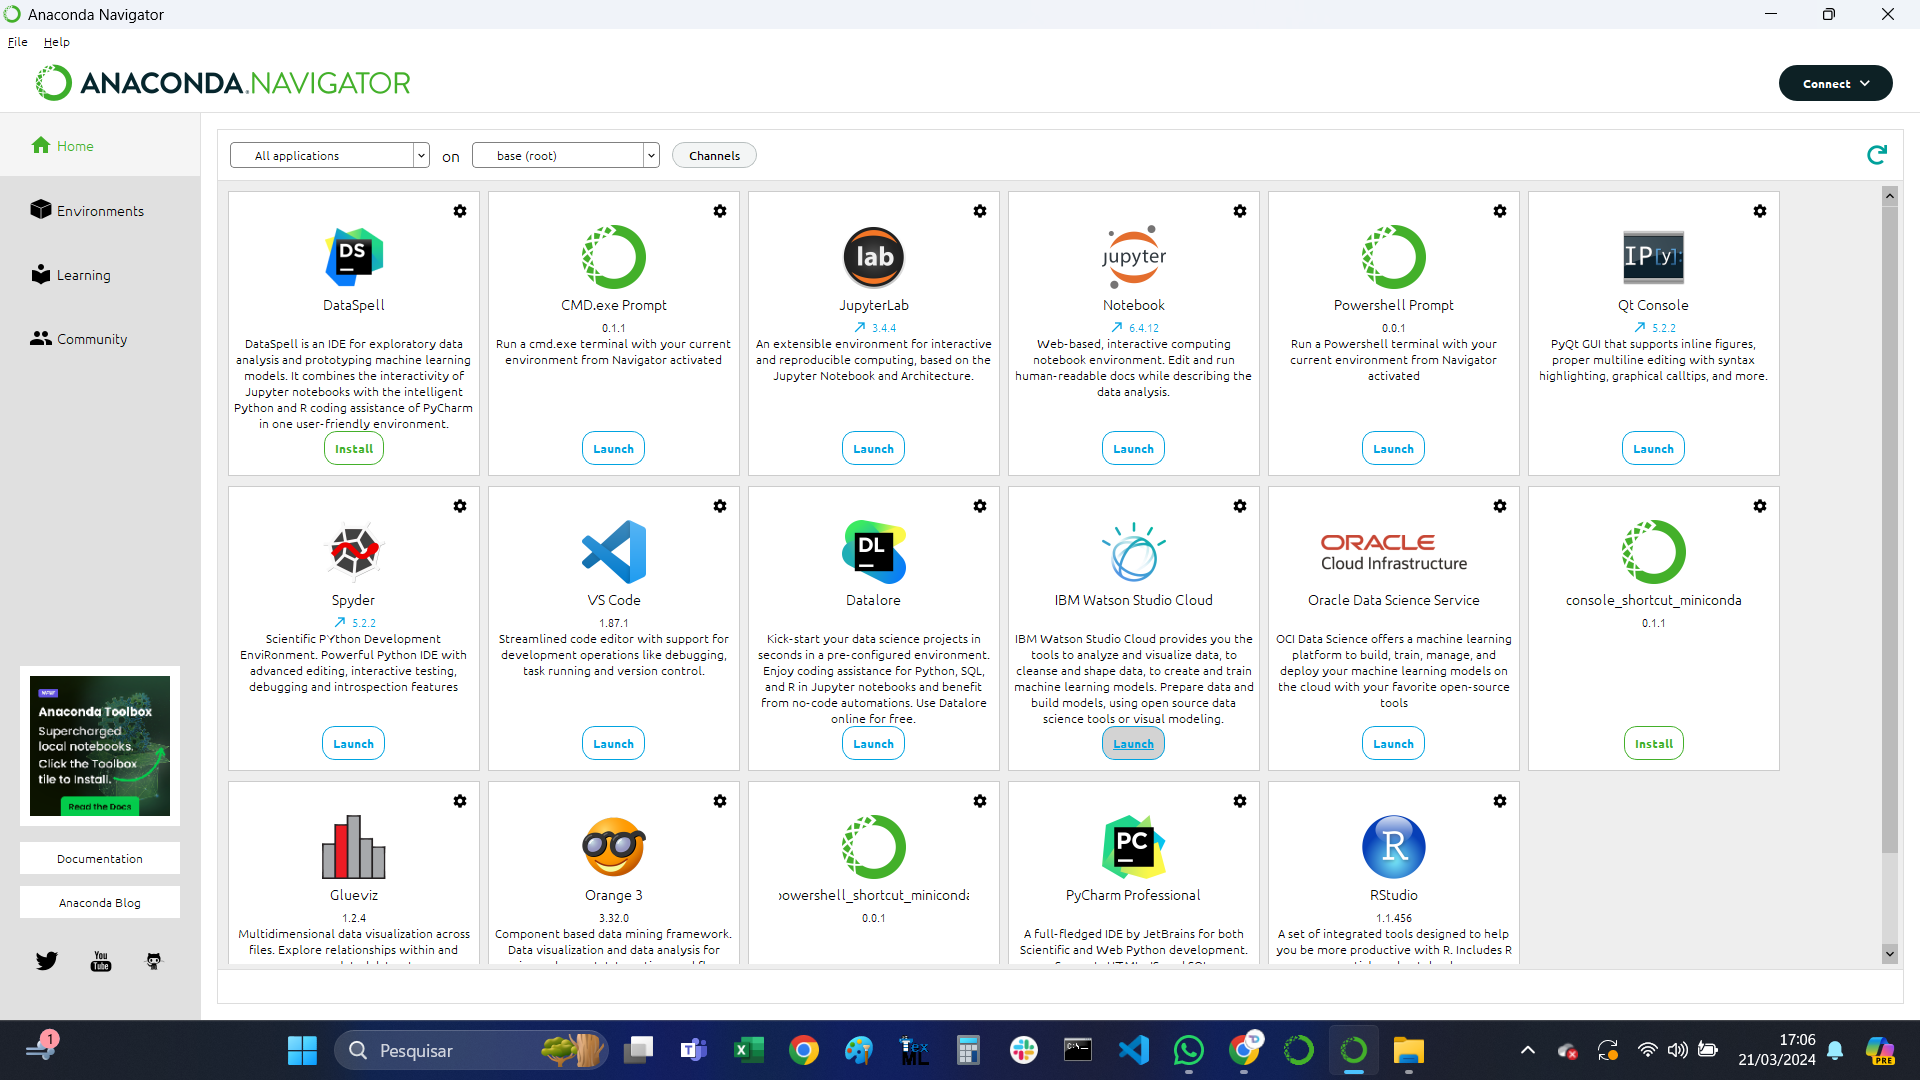 Anaconda Navigator
File Help
ANACONDA.NAVIGATOR
Connect
Home
Environments
Learning
Community
All applications on base (root) Channels
DS
DataSpell
DataSpell is an IDE for exploratory data
analysis and prototyping machine learning
models. It combines the interactivity of
Jupyter notebooks with the intelligent
Python and R coding assistance of PyCharm
in one user-friendly environment.
Install
CMD.exe Prompt
0.1.1
Run a cmd.exe terminal with your current
environment from Navigator activated
Launch
lab
JupyterLab
3.4.4
An extensible environment for interactive
and reproducible computing, based on the
Jupyter Notebook and Architecture.
Launch
jupyter
Notebook
6.4.12
Web-based, interactive computing
notebook environment. Edit and run
human-readable docs while describing the
data analysis.
Launch
Powershell Prompt
0.0.1
Run a Powershell terminal with your
current environment from Navigator
activated
Launch
IP[y]:
Qt Console
5.2.2
PyQt GUI that supports inline figures,
proper multiline editing with syntax
highlighting, graphical calltips, and more.
Launch
Spyder
5.2.2
Scientific PYthon Development
EnviRonment. Powerful Python IDE with
advanced editing, interactive testing,
debugging and introspection features
Launch
VS Code
1.87.1
Streamlined code editor with support for
development operations like debugging,
task running and version control.
Launch
DL
Datalore
Kick-start your data science projects in
seconds in a pre-configured environment.
Enjoy coding assistance for Python, SQL,
and R in Jupyter notebooks and benefit
from no-code automations. Use Datalore
online for free.
Launch
IBM Watson Studio Cloud
IBM Watson Studio Cloud provides you the
tools to analyze and visualize data, to
cleanse and shape data, to create and train
machine learning models. Prepare data and
build models, using open source data
science tools or visual modeling.
Launch
ORACLE
Cloud Infrastructure
Oracle Data Science Service
OCI Data Science offers a machine learning
platform to build, train, manage, and
deploy your machine learning models on
the cloud with your favorite open-source
tools
Launch
console_shortcut_miniconda
0.1.1
Install
Glueviz
1.2.4
Multidimensional data visualization across
files. Explore relationships within and
Orange 3
3.32.0
Component based data mining framework.
Data visualization and data analysis for
powershell_shortcut_miniconda
0.0.1
PC
PyCharm Professional
A full-fledged IDE by JetBrains for both
Scientific and Web Python development.
R
RStudio
1.1.456
A set of integrated tools designed to help
you be more productive with R. Includes R
NEW
Anaconda Toolbox
Supercharged
local notebooks.
Click the Toolbox
tile to install.
Read the Docs
Documentation
Anaconda Blog
You
Tube
1
Pesquisar
TEX
ML
D
17:06
21/03/2024
PRE